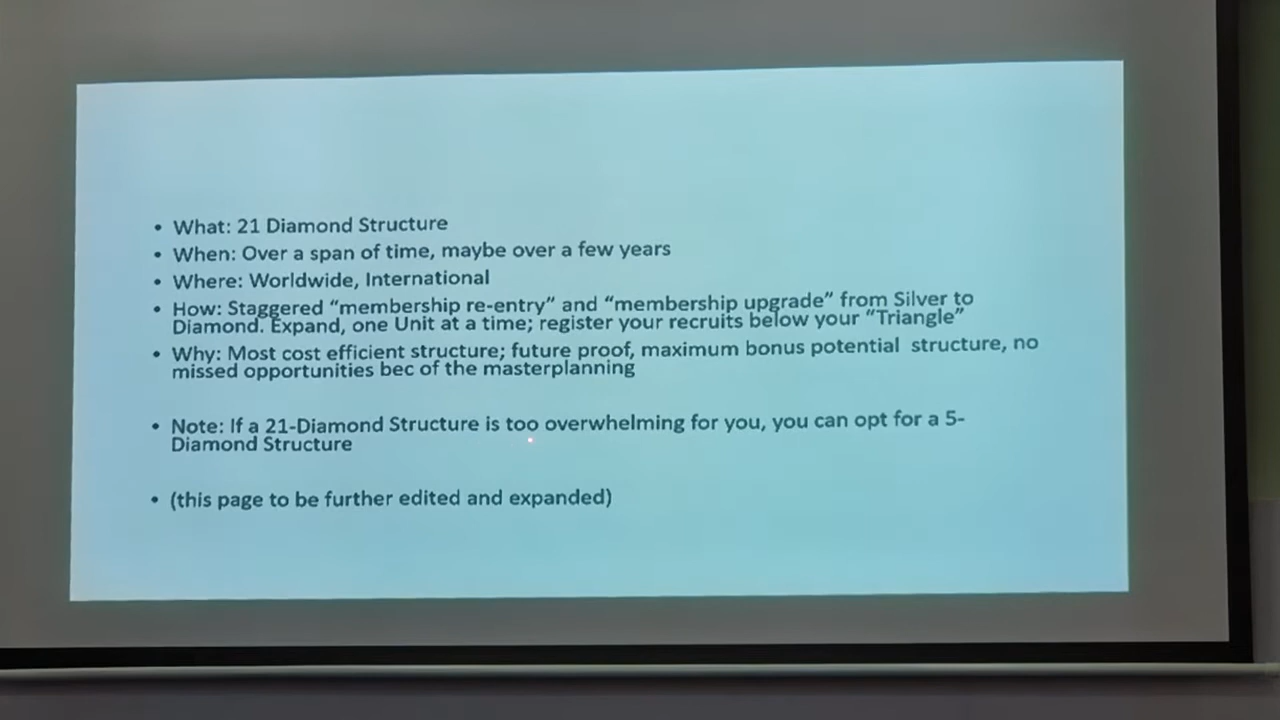 • What: 21 Diamond Structure
• When: Over a span of time, maybe over a few years
• Where: Worldwide, International
• How: Staggered “membership re-entry” and “membership upgrade” from Silver to
Diamond. Expand, one Unit at a time; register your recruits below your “Triangle”
• Why: Most cost efficient structure; future proof, maximum bonus potential structure, no
missed opportunities bec of the masterplanning
• Note: If a 21-Diamond Structure is too overwhelming for you, you can opt for a 5-
Diamond Structure
• (this page to be further edited and expanded)